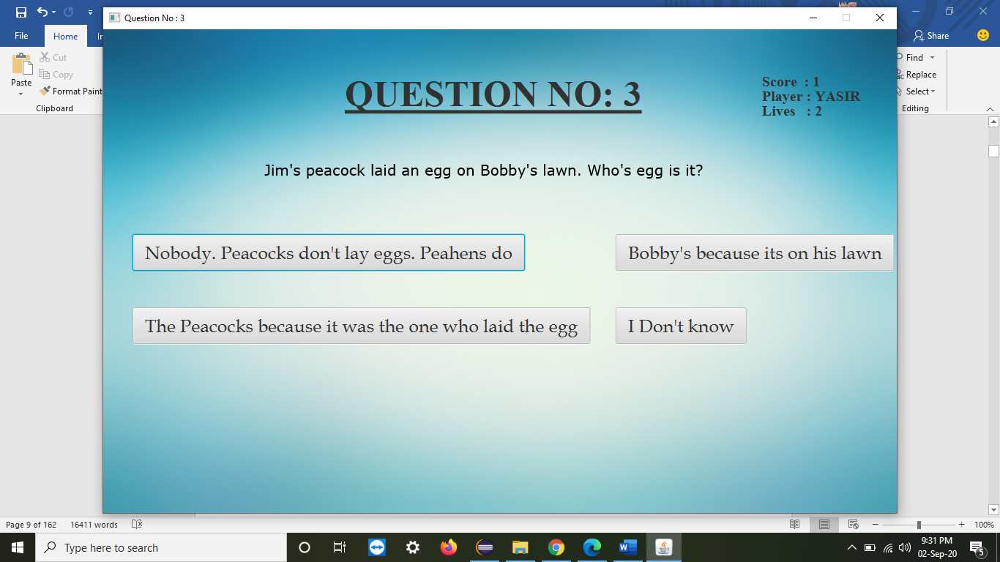 Question No : 3
File
Home
In
Share
Paste
Cut
Copy
Format Paint
Clipboard
Find
Replace
Select
Editing
QUESTION NO: 3
Score : 1
Player : YASIR
Lives : 2
Jim's peacock laid an egg on Bobby's lawn. Who's egg is it?
Nobody. Peacocks don't lay eggs. Peahens do
Bobby's because its on his lawn
The Peacocks because it was the one who laid the egg
I Don't know
Page 9 of 162 16411 words
100%
Type here to search
9:31 PM
02-Sep-20
5